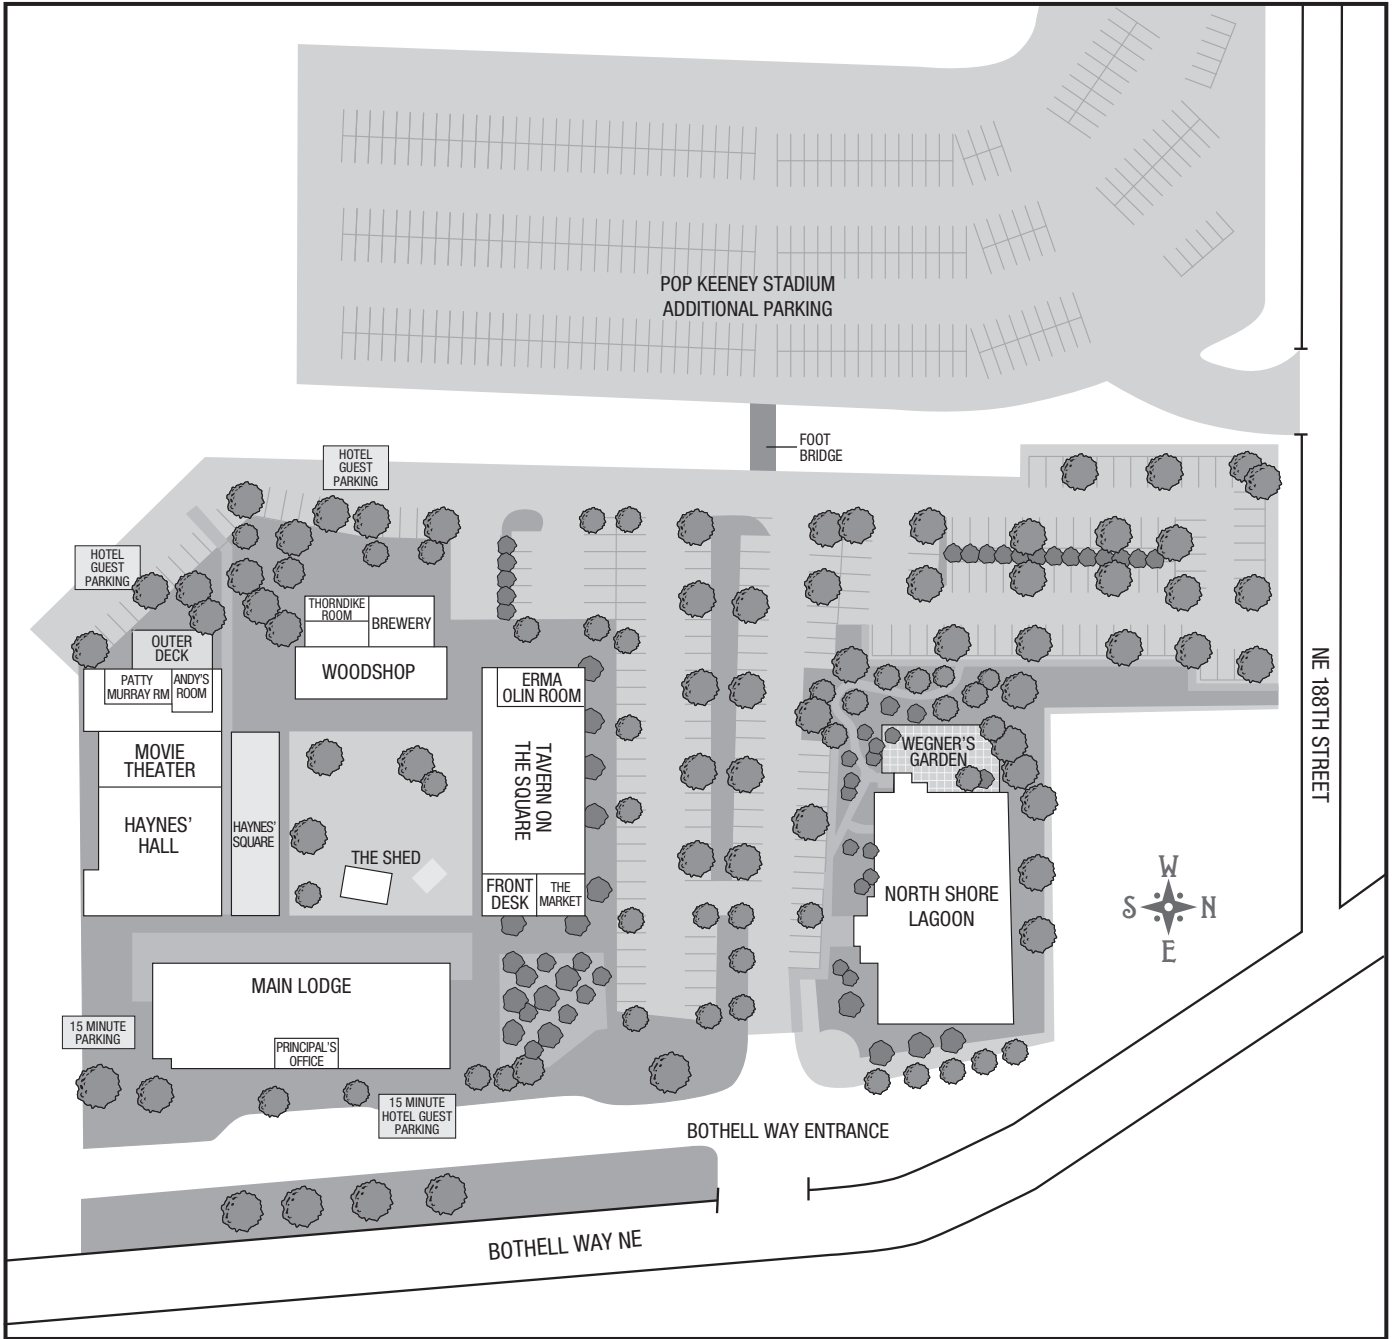 POP KEENEY STADIUM
ADDITIONAL PARKING
FOOT
BRIDGE
HOTEL
GUEST
PARKING
HOTEL
GUEST
PARKING
THORNDIKE
ROOM
BREWERY
WOODSHOP
OUTER
DECK
PATTY
MURRAY RM
ANDY'S
ROOM
MOVIE
THEATER
HAYNES'
HALL
HAYNES'
SQUARE
THE SHED
ERMA
OLIN ROOM
TAVERN ON
THE SQUARE
FRONT
DESK
THE
MARKET
WEGNER'S
GARDEN
NORTH SHORE
LAGOON
NE 188TH STREET
W
S
N
E
MAIN LODGE
PRINCIPAL'S
OFFICE
15 MINUTE
PARKING
15 MINUTE
HOTEL GUEST
PARKING
BOTHELL WAY ENTRANCE
BOTHELL WAY NE